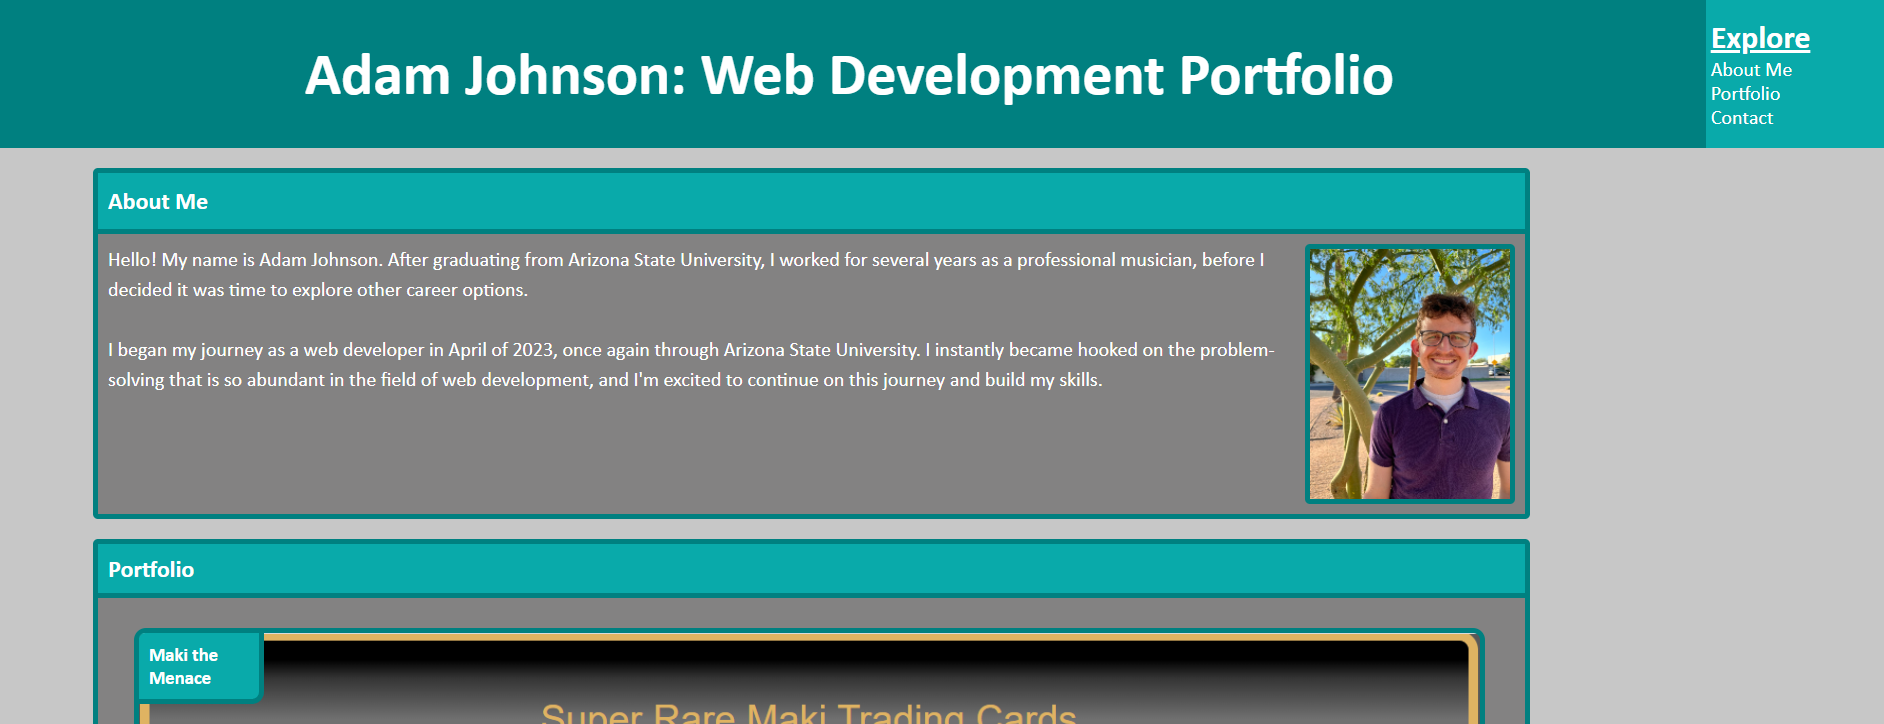 Adam Johnson: Web Development Portfolio
Explore
About Me
Portfolio
Contact
About Me
Hello! My name is Adam Johnson. After graduating from Arizona State University, I worked for several years as a professional musician, before I
decided it was time to explore other career options.
I began my journey as a web developer in April of 2023, once again through Arizona State University. I instantly became hooked on the problem-
solving that is so abundant in the field of web development, and I'm excited to continue on this journey and build my skills.
Portfolio
Maki the
Menace
Super Rare Maki Trading Cards